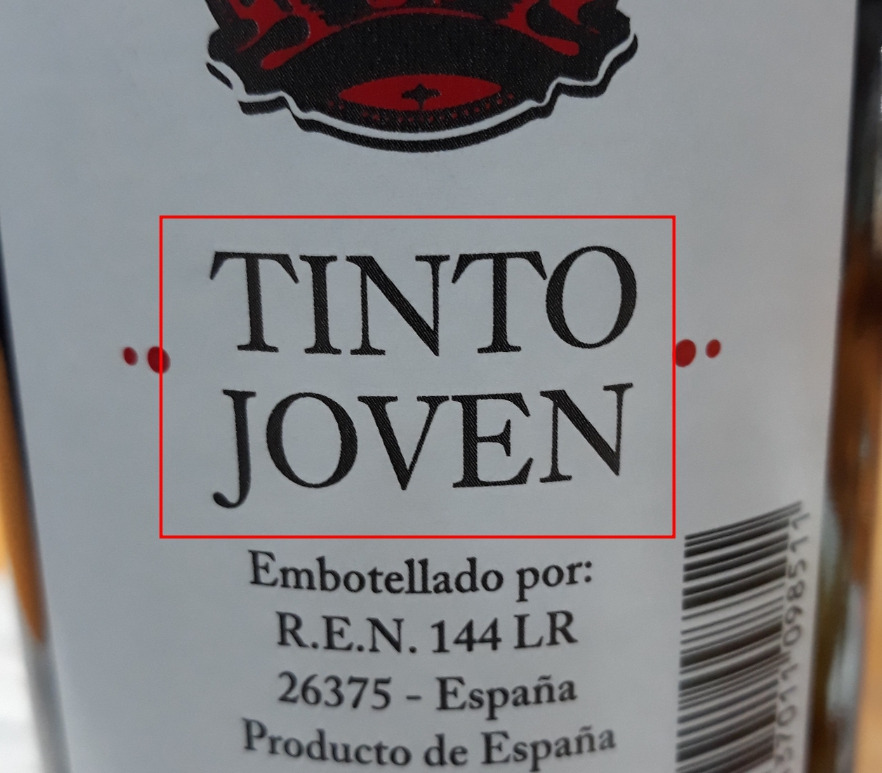 TINTO
JOVEN
Embotellado por:
R.E.N. 144 LR
26375 - España
Producto de España